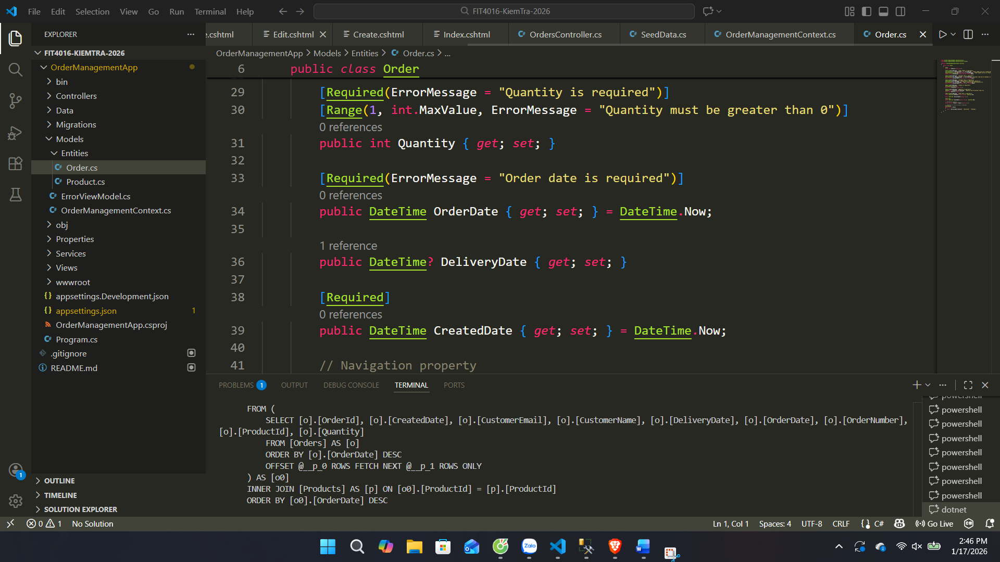 File Edit Selection View Go Run Terminal Help
FIT4016-KiemTra-2026
EXPLORER
e.cshtml
Edit.cshtml
Create.cshtml
Index.cshtml
OrdersController.cs
SeedData.cs
OrderManagementContext.cs
Order.cs
FIT4016-KIEMTRA-2026
OrderManagementApp
bin
Controllers
Data
Migrations
Models
Entities
Order.cs
Product.cs
ErrorViewModel.cs
OrderManagementContext.cs
obj
Properties
Services
Views
wwwroot
appsettings.Development.json
appsettings.json 1
OrderManagementApp.csproj
Program.cs
.gitignore
README.md
OUTLINE
TIMELINE
SOLUTION EXPLORER
1
OrderManagementApp > Models > Entities > Order.cs > ...
6 public class Order
29 [Required(ErrorMessage = "Quantity is required")]
30 [Range(1, int.MaxValue, ErrorMessage = "Quantity must be greater than 0")]
0 references
31 public int Quantity { get; set; }
32
33 [Required(ErrorMessage = "Order date is required")]
0 references
34 public DateTime OrderDate { get; set; } = DateTime.Now;
35
1 reference
36 public DateTime? DeliveryDate { get; set; }
37
38 [Required]
0 references
39 public DateTime CreatedDate { get; set; } = DateTime.Now;
40
41 // Navigation property
PROBLEMS 1 OUTPUT DEBUG CONSOLE TERMINAL PORTS
FROM (
SELECT [o].[OrderId], [o].[CreatedDate], [o].[CustomerEmail], [o].[CustomerName], [o].[DeliveryDate], [o].[OrderDate], [o].[OrderNumber],
[o].[ProductId], [o].[Quantity]
FROM [Orders] AS [o]
ORDER BY [o].[OrderDate] DESC
OFFSET @__p_0 ROWS FETCH NEXT @__p_1 ROWS ONLY
) AS [o0]
INNER JOIN [Products] AS [p] ON [o0].[ProductId] = [p].[ProductId]
ORDER BY [o0].[OrderDate] DESC
powershell
powershell
powershell
powershell
powershell
powershell
powershell
powershell
dotnet
0 1 No Solution
Ln 1, Col 1 Spaces: 4 UTF-8 CRLF C# Go Live
Zalo
2:46 PM
1/17/2026